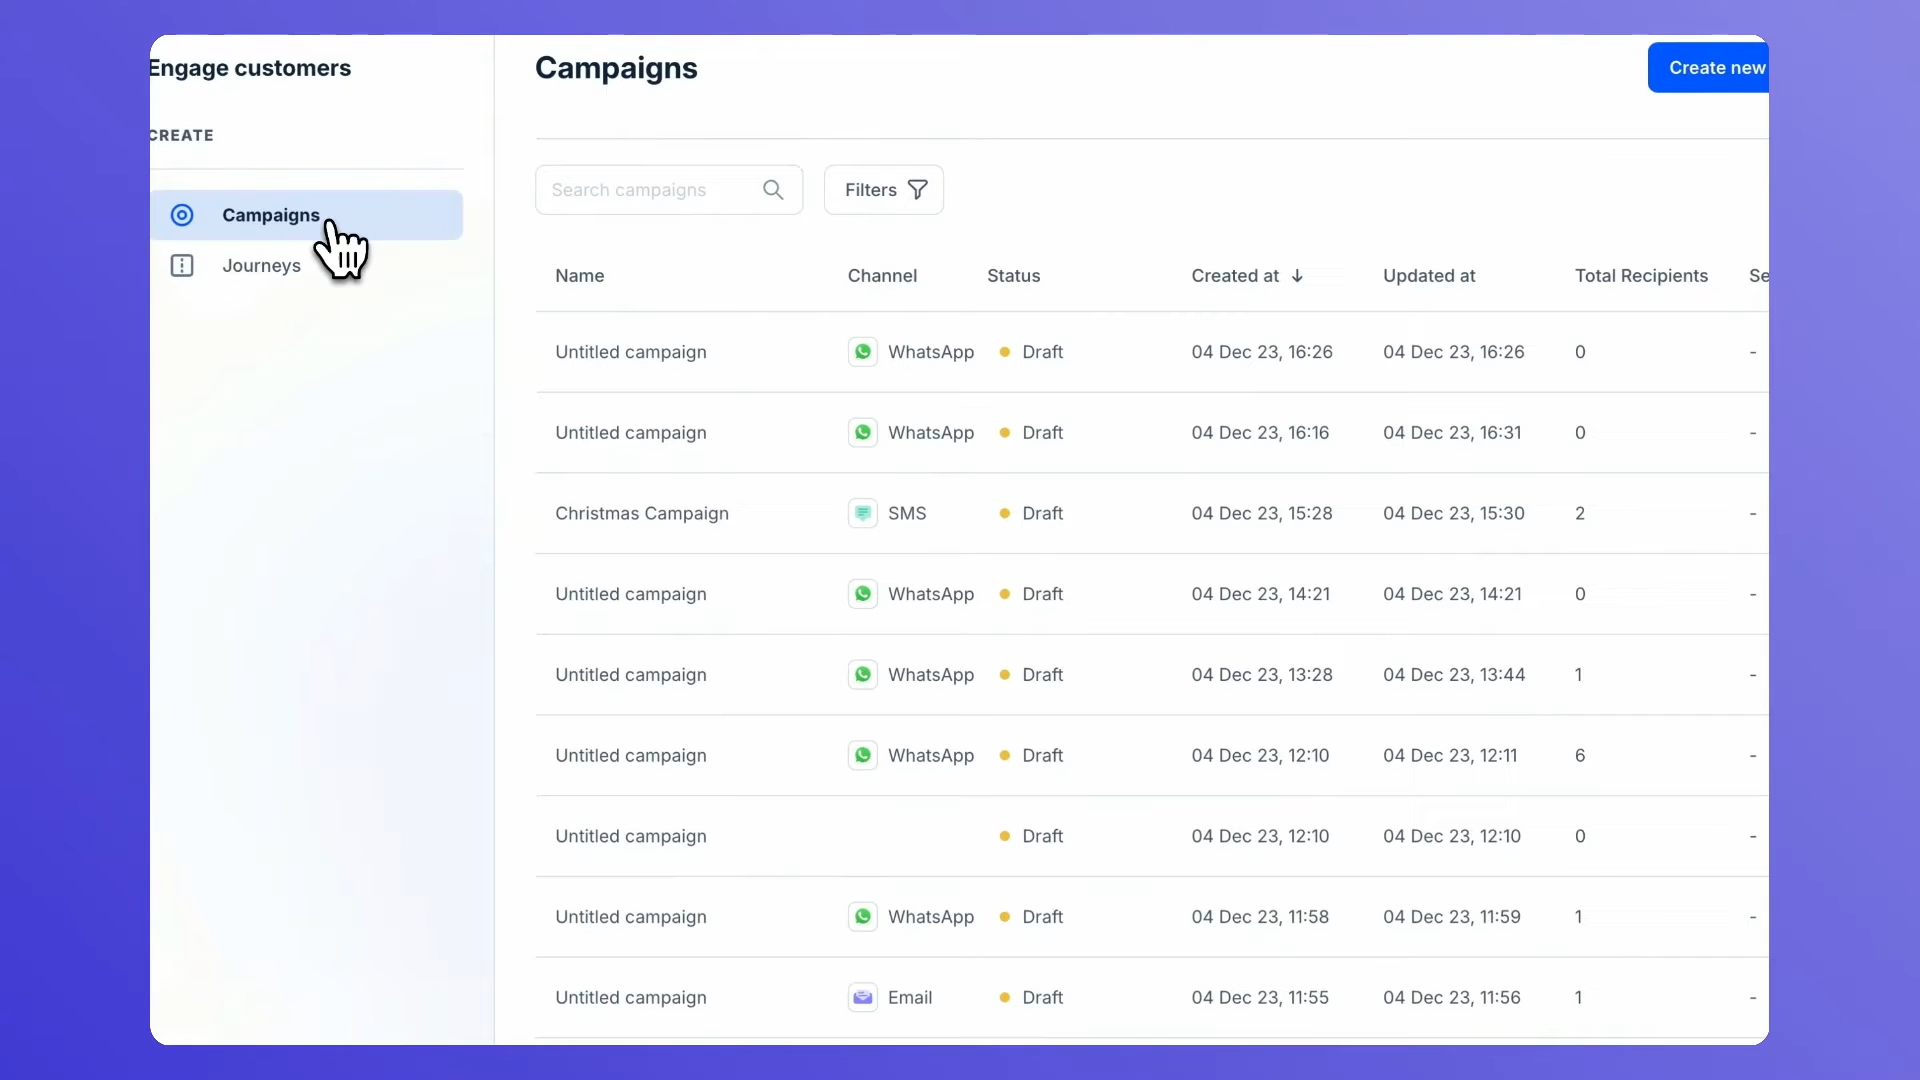 Engage customers
CREATE
Campaigns
Journeys
Campaigns
Create new
Search campaigns
Filters
Name Channel Status Created at Updated at Total Recipients Se
Untitled campaign WhatsApp Draft 04 Dec 23, 16:26 04 Dec 23, 16:26 0 -
Untitled campaign WhatsApp Draft 04 Dec 23, 16:16 04 Dec 23, 16:31 0 -
Christmas Campaign SMS Draft 04 Dec 23, 15:28 04 Dec 23, 15:30 2 -
Untitled campaign WhatsApp Draft 04 Dec 23, 14:21 04 Dec 23, 14:21 0 -
Untitled campaign WhatsApp Draft 04 Dec 23, 13:28 04 Dec 23, 13:44 1 -
Untitled campaign WhatsApp Draft 04 Dec 23, 12:10 04 Dec 23, 12:11 6 -
Untitled campaign Draft 04 Dec 23, 12:10 04 Dec 23, 12:10 0 -
Untitled campaign WhatsApp Draft 04 Dec 23, 11:58 04 Dec 23, 11:59 1 -
Untitled campaign Email Draft 04 Dec 23, 11:55 04 Dec 23, 11:56 1 -